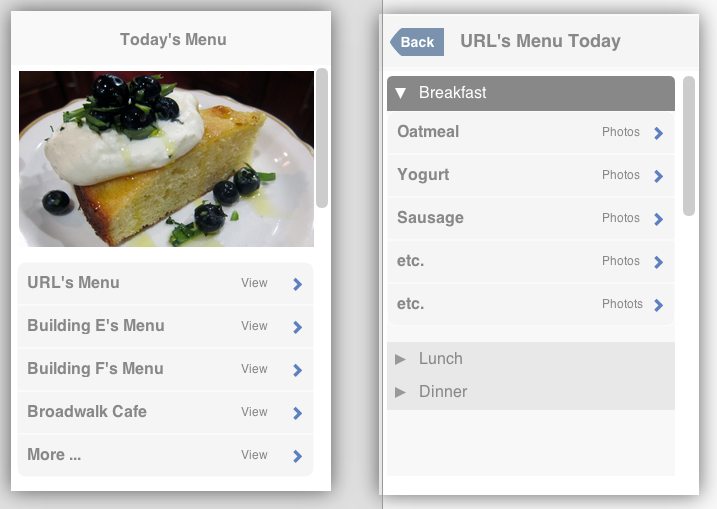 Today's Menu
URL's Menu View
Building E's Menu View
Building F's Menu View
Broadwalk Cafe View
More ... View
Back URL's Menu Today
Breakfast
Oatmeal Photos
Yogurt Photos
Sausage Photos
etc. Photos
etc. Photots
Lunch
Dinner